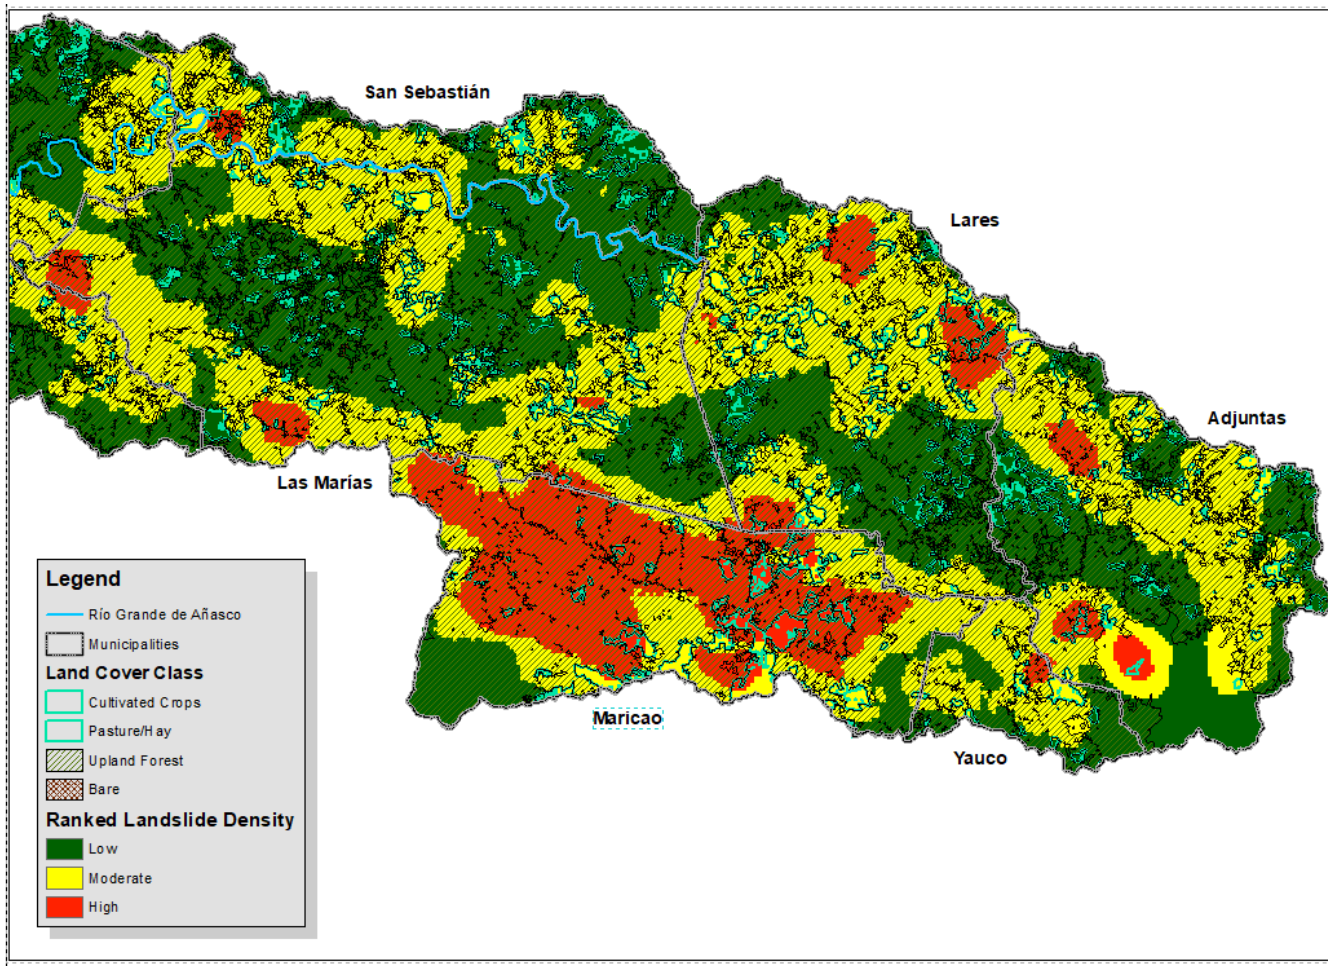 San Sebastián
Lares
Adjuntas
Las Marías
Maricao
Yauco
Legend
Río Grande de Añasco
Municipalities
Land Cover Class
Cultivated Crops
Pasture/Hay
Upland Forest
Bare
Ranked Landslide Density
Low
Moderate
High